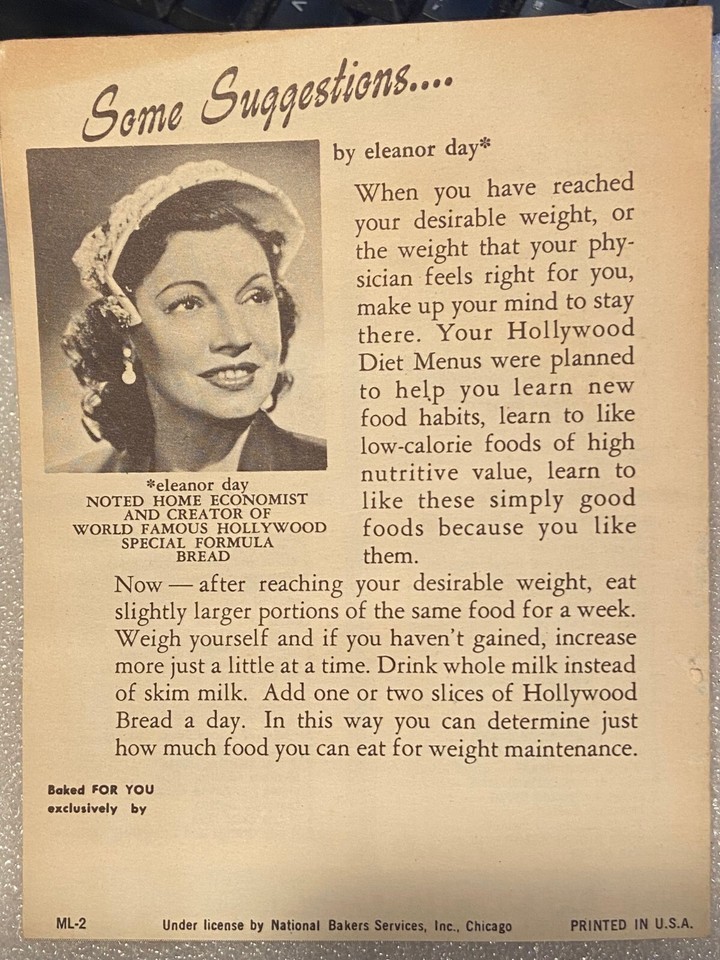 Some Suggestions....
by eleanor day*
When you have reached
your desirable weight, or
the weight that your phy-
sician feels right for you,
make up your mind to stay
there. Your Hollywood
Diet Menus were planned
to help you learn new
food habits, learn to like
low-calorie foods of high
nutritive value, learn to
like these simply good
foods because you like
them.
*eleanor day
NOTED HOME ECONOMIST
AND CREATOR OF
WORLD FAMOUS HOLLYWOOD
SPECIAL FORMULA
BREAD
Now — after reaching your desirable weight, eat
slightly larger portions of the same food for a week.
Weigh yourself and if you haven't gained, increase
more just a little at a time. Drink whole milk instead
of skim milk. Add one or two slices of Hollywood
Bread a day. In this way you can determine just
how much food you can eat for weight maintenance.
Baked FOR YOU
exclusively by
ML-2 Under license by National Bakers Services, Inc., Chicago PRINTED IN U.S.A.